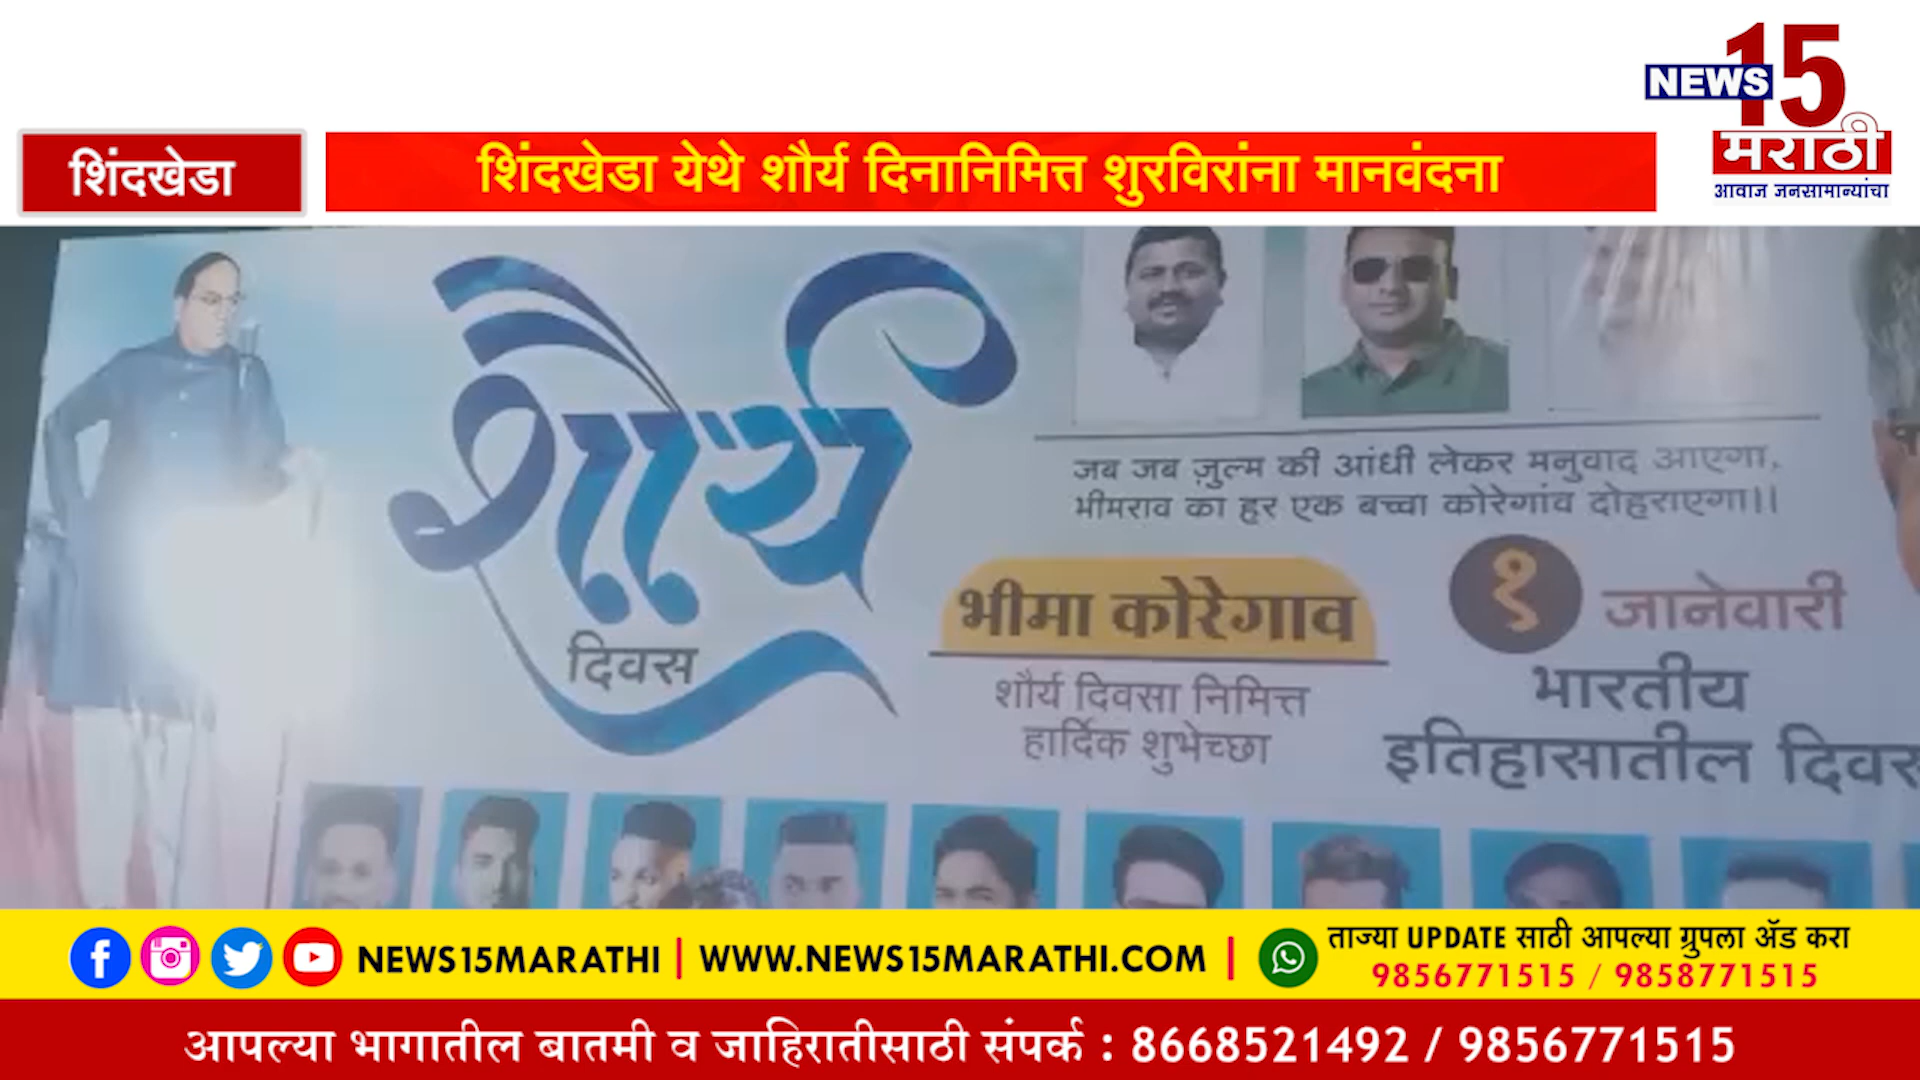 NEWS 15
मराठी
आवाज जनसामान्यांचा
शिंदखेडा
शिंदखेडा येथे शौर्य दिनानिमित्त शुरविरांना मानवंदना
शौर्य
दिवस
जब जब ज़ुल्म की आंधी लेकर मनुवाद आएगा,
भीमराव का हर एक बच्चा कोरेगांव दोहराएगा।।
भीमा कोरेगाव
शौर्य दिवसा निमित्त
हार्दिक शुभेच्छा
१ जानेवारी
भारतीय
इतिहासातील
NEWS15MARATHI | WWW.NEWS15MARATHI.COM |
ताज्या UPDATE साठी आपल्या ग्रुपला ॲड करा
9856771515 / 9858771515
आपल्या भागातील बातमी व जाहिरातीसाठी संपर्क : 8668521492 / 9856771515